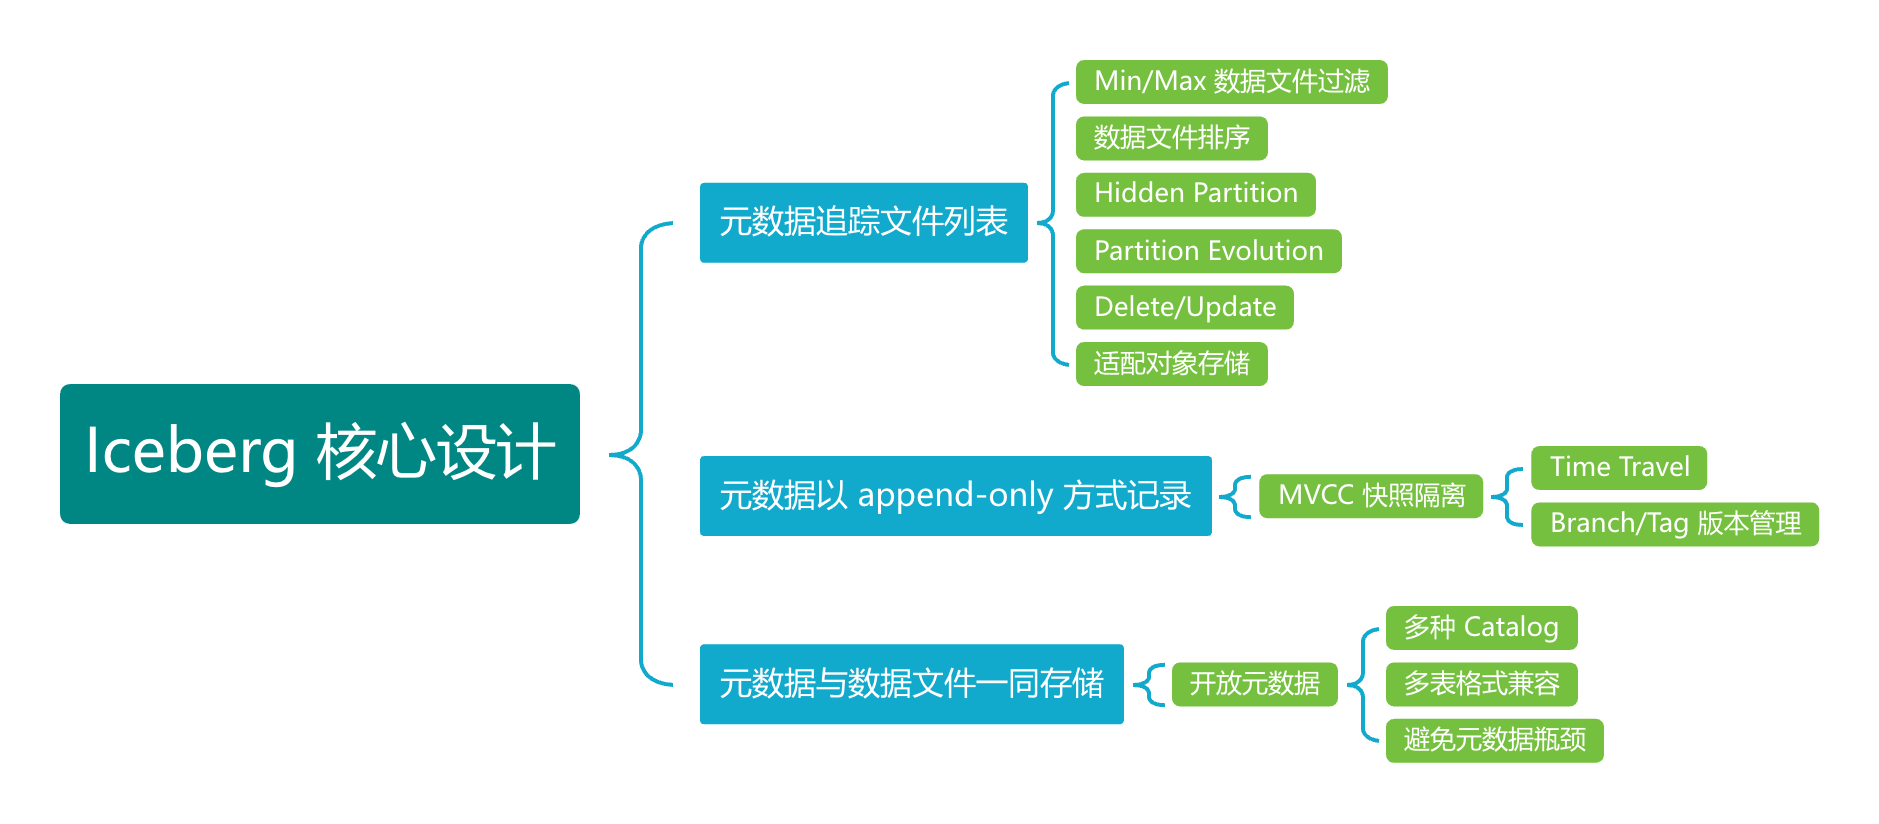 Iceberg 核心设计
元数据追踪文件列表
Min/Max 数据文件过滤
数据文件排序
Hidden Partition
Partition Evolution
Delete/Update
适配对象存储
元数据以 append-only 方式记录
MVCC 快照隔离
Time Travel
Branch/Tag 版本管理
元数据与数据文件一同存储
开放元数据
多种 Catalog
多表格式兼容
避免元数据瓶颈